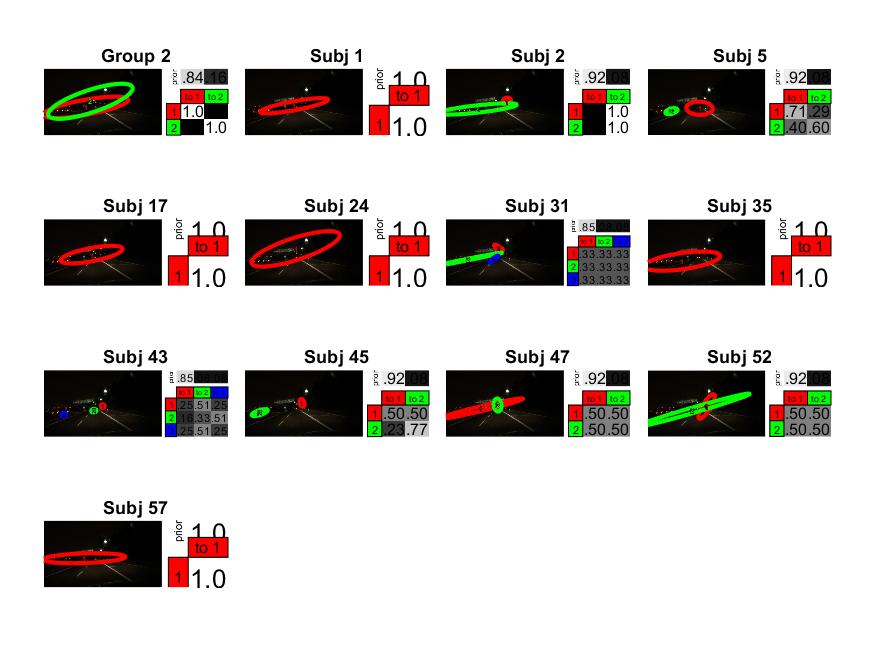 Group 2
prior .84 .16
to 1 to 2
1 1.0
2 1.0
Subj 1
prior 1.0
to 1
1 1.0
Subj 2
prior .92 .08
to 1 to 2
1 1.0
2 1.0
Subj 5
prior .92 .08
to 1 to 2
1 .71 .29
2 .40 .60
Subj 17
prior 1.0
to 1
1 1.0
Subj 24
prior 1.0
to 1
1 1.0
Subj 31
prior .85
to 1 to 2
1 .33 .33 .33
2 .33 .33 .33
.33 .33 .33
Subj 35
prior 1.0
to 1
1 1.0
Subj 43
prior .85
to 1 to 2
1 .25 .51 .25
2 .16 .33 .51
.25 .51 .25
Subj 45
prior .92 .08
to 1 to 2
1 .50 .50
2 .23 .77
Subj 47
prior .92 .08
to 1 to 2
1 .50 .50
2 .50 .50
Subj 52
prior .92 .08
to 1 to 2
1 .50 .50
2 .50 .50
Subj 57
prior 1.0
to 1
1 1.0